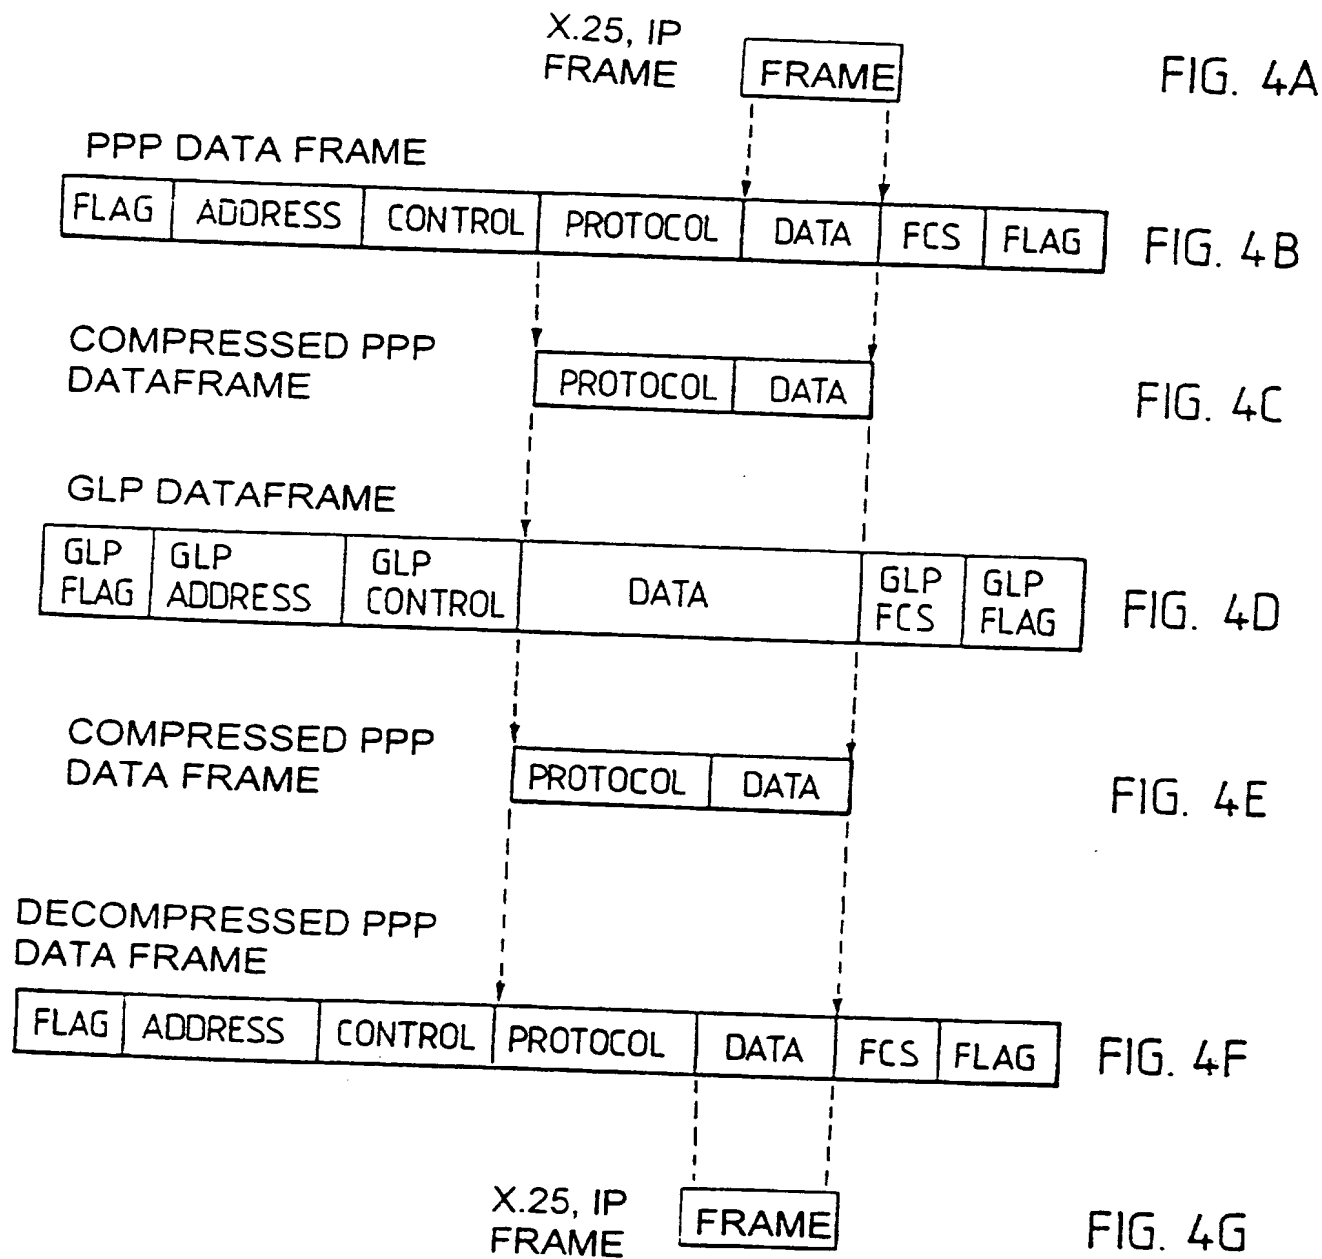 X.25, IP
FRAME
FRAME
FIG. 4A
PPP DATA FRAME
FLAG ADDRESS CONTROL PROTOCOL DATA FCS FLAG
FIG. 4B
COMPRESSED PPP
DATAFRAME
PROTOCOL DATA
FIG. 4C
GLP DATAFRAME
GLP FLAG
GLP ADDRESS
GLP CONTROL
DATA
GLP FCS
GLP FLAG
FIG. 4D
COMPRESSED PPP
DATA FRAME
PROTOCOL DATA
FIG. 4E
DECOMPRESSED PPP
DATA FRAME
FLAG ADDRESS CONTROL PROTOCOL DATA FCS FLAG
FIG. 4F
X.25, IP
FRAME
FRAME
FIG. 4G